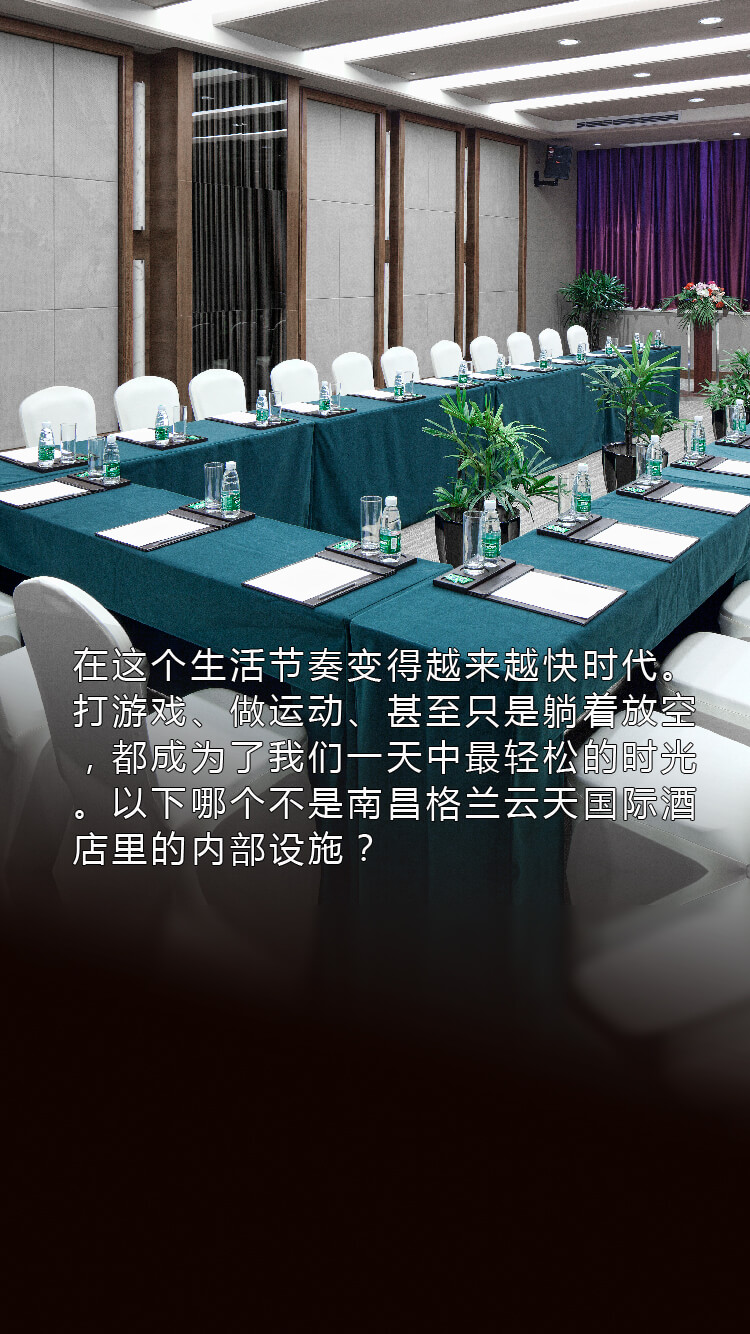 在这个生活节奏变得越来越快时代。
打游戏、做运动、甚至只是躺着放空
，都成为了我们一天中最轻松的时光
。以下哪个不是南昌格兰云天国际酒
店里的内部设施？